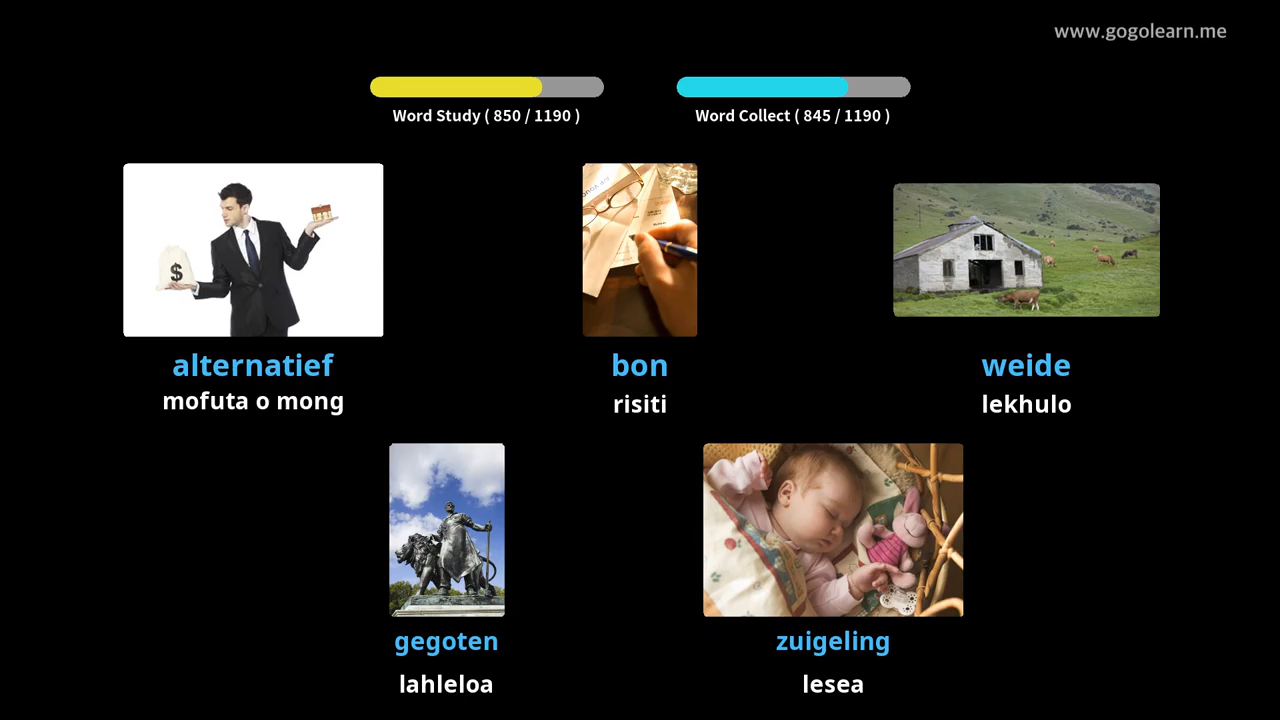 www.gogolearn.me
Word Study ( 850 / 1190 )
Word Collect ( 845 / 1190 )
$
alternatief
mofuta o mong
bon
risiti
weide
lekhulo
gegoten
lahleloa
zuigeling
lesea